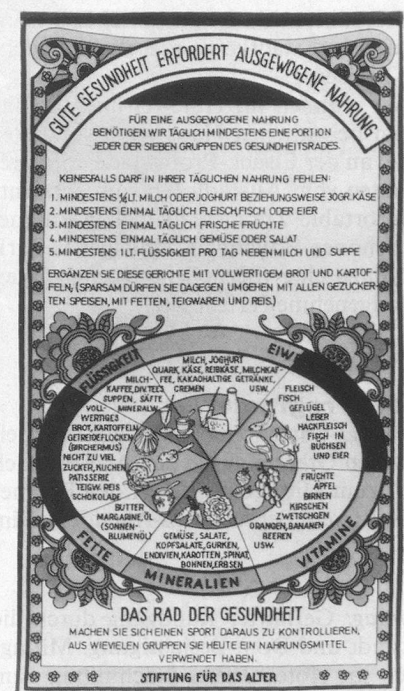 GUTE GESUNDHEIT ERFORDERT AUSGEWOGENE NAHRUNG
FÜR EINE AUSGEWOGENE NAHRUNG
BENÖTIGEN WIR TÄGLICH MINDESTENS EINE PORTION
JEDER DER SIEBEN GRUPPEN DES GESUNDHEITSRADES.
KEINESFALLS DARF IN IHRER TÄGLICHEN NAHRUNG FEHLEN:
1. MINDESTENS ¼ LT. MILCH ODER JOGHURT BEZIEHUNGSWEISE 30GR. KÄSE
2. MINDESTENS EINMAL TÄGLICH FLEISCH, FISCH ODER EIER
3. MINDESTENS EINMAL TÄGLICH FRISCHE FRÜCHTE
4. MINDESTENS EINMAL TÄGLICH GEMÜSE ODER SALAT
5. MINDESTENS 1 LT. FLÜSSIGKEIT PRO TAG NEBEN MILCH UND SUPPE
ERGÄNZEN SIE DIESE GERICHTE MIT VOLLWERTIGEM BROT UND KARTOF-
FELN, (SPARSAM DÜRFEN SIE DAGEGEN UMGEHEN MIT ALLEN GEZUCKER-
TEN SPEISEN, MIT FETTEN, TEIGWAREN UND REIS.)
FLÜSSIGKEIT
EIW
MILCH, JOGHURT
QUARK, KÄSE, REIBKÄSE, MILCHKAF-
FEE, KAKAOHALTIGE GETRÄNKE,
CREMEN USW.
MILCH-
KAFFEE, DIV. TEES
SUPPEN, SÄFTE
MINERALW.
FLEISCH
FISCH
GEFLÜGEL
LEBER
HACKFLEISCH
FISCH IN
BÜCHSEN
UND EIER
VOLL-
WERTIGES
BROT, KARTOFFELN
GETREIDEFLOCKEN
(BIRCHERMUS)
NICHT ZU VIEL
ZUCKER, KUCHEN
PATISSERIE
TEIGW. REIS
SCHOKOLADE
FRÜCHTE
APFEL
BIRNEN
KIRSCHEN
ZWETSCHGEN
ORANGEN, BANANEN
BEEREN
USW.
BUTTER
MARGARINE, ÖL
(SONNEN-
BLUMENÖL)
GEMÜSE, SALATE,
KOPFSALATE, GURKEN,
ENDIVIEN, KAROTTEN, SPINAT,
BOHNEN, ERBSEN
FETTE
MINERALIEN
VITAMINE
DAS RAD DER GESUNDHEIT
MACHEN SIE SICH EINEN SPORT DARAUS ZU KONTROLLIEREN,
AUS WIEVIELEN GRUPPEN SIE HEUTE EIN NAHRUNGSMITTEL
VERWENDET HABEN.
STIFTUNG FÜR DAS ALTER